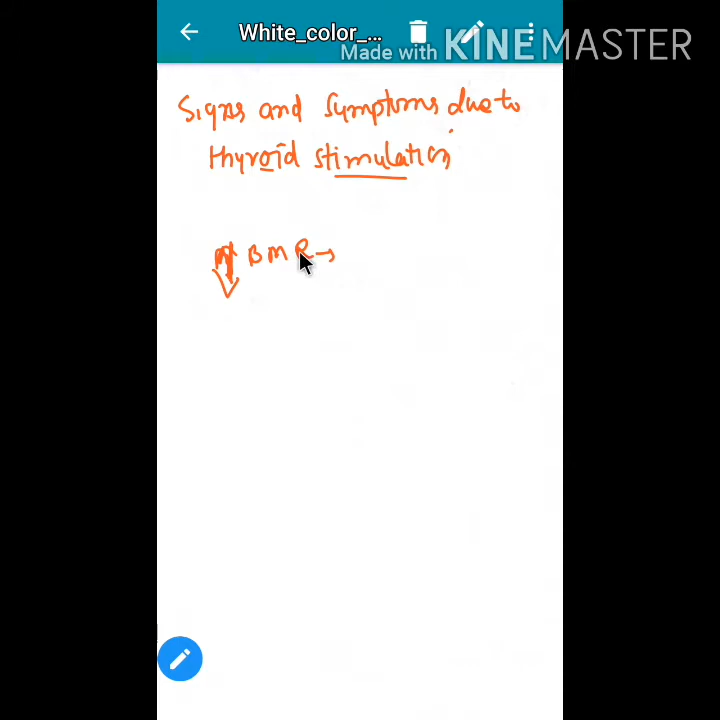 White_color_...
Made with KINEMASTER
Signs and Symptoms due to
thyroid stimulation
BMR →